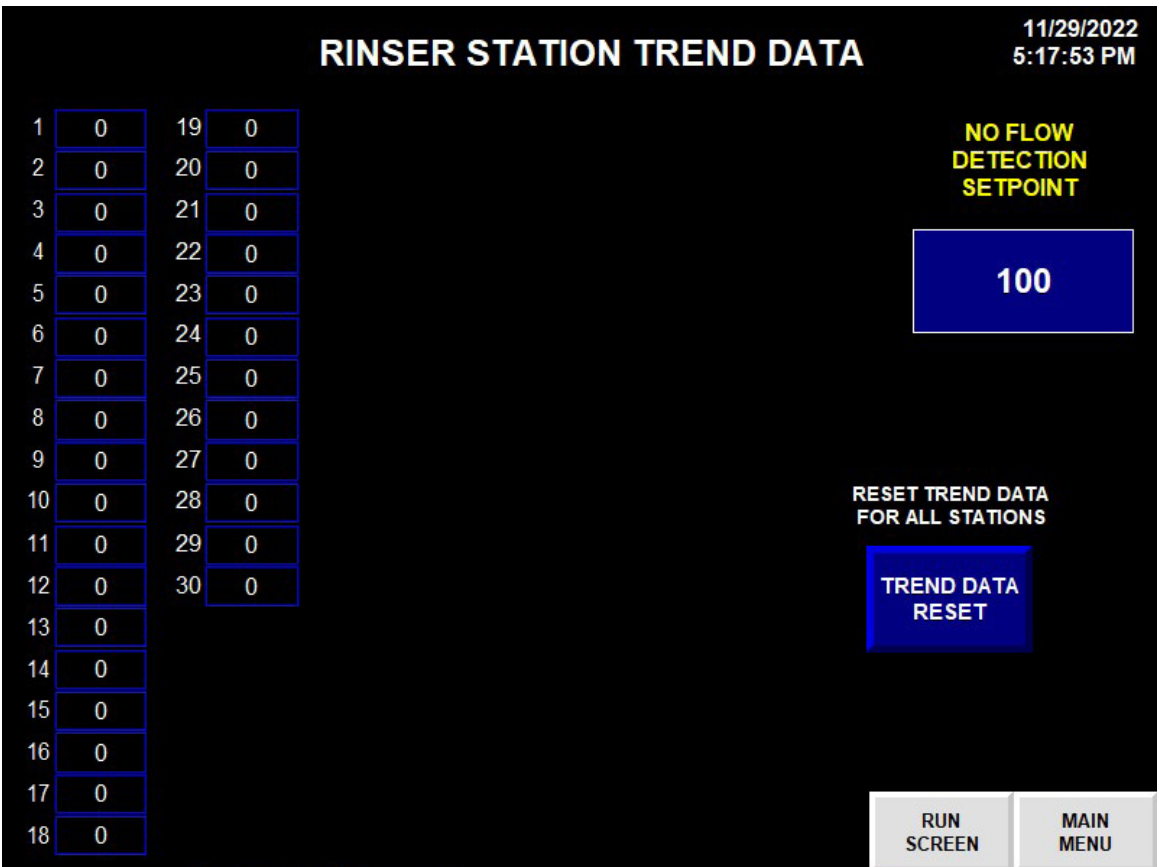 RINSER STATION TREND DATA
11/29/2022
5:17:53 PM
1 0
2 0
3 0
4 0
5 0
6 0
7 0
8 0
9 0
10 0
11 0
12 0
13 0
14 0
15 0
16 0
17 0
18 0
19 0
20 0
21 0
22 0
23 0
24 0
25 0
26 0
27 0
28 0
29 0
30 0
NO FLOW
DETECTION
SETPOINT
100
RESET TREND DATA
FOR ALL STATIONS
TREND DATA
RESET
RUN
SCREEN
MAIN
MENU